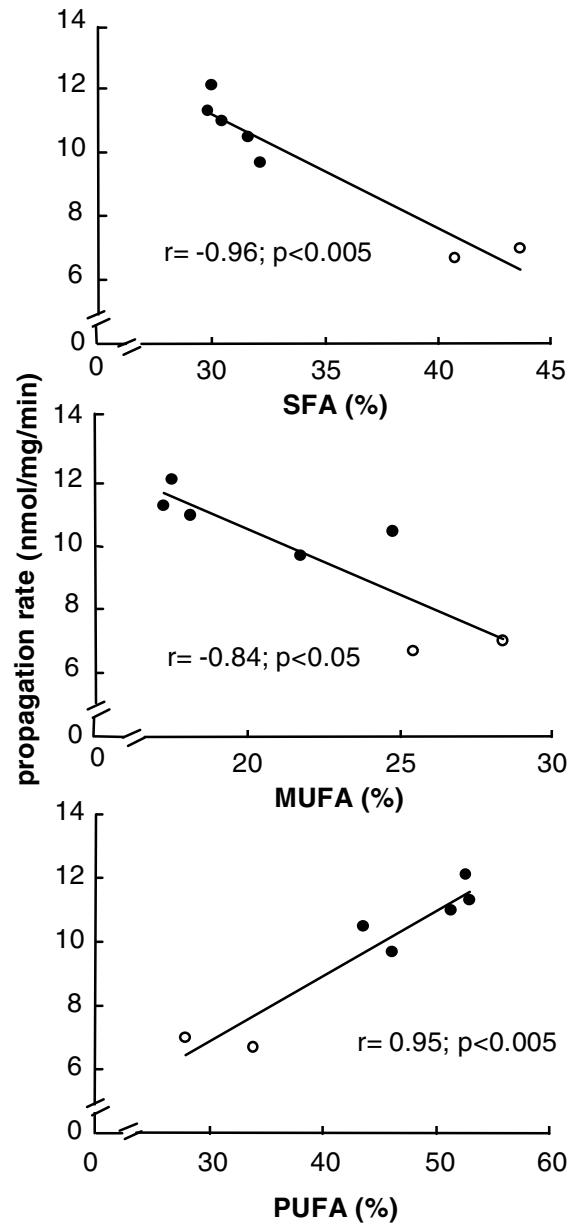 14
12
10
8
6
0
r= -0.96; p<0.005
0 30 35 40 45
SFA (%)
propagation rate (nmol/mg/min)
14
12
10
8
6
0
r= -0.84; p<0.05
0 20 25 30
MUFA (%)
14
12
10
8
6
0
r= 0.95; p<0.005
0 30 40 50 60
PUFA (%)